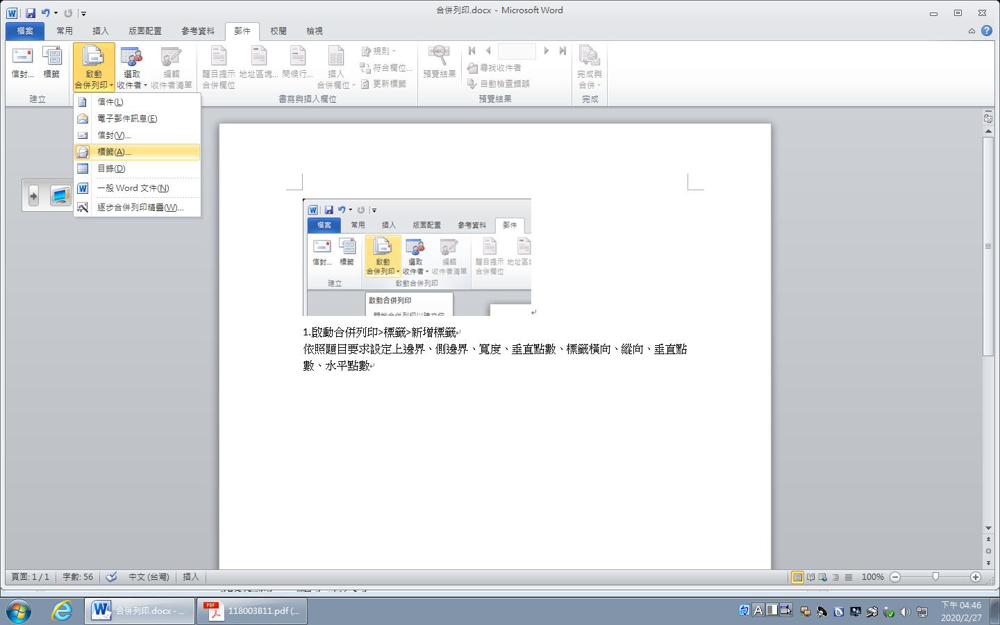 合併列印.docx - Microsoft Word
檔案 常用 插入 版面配置 參考資料 郵件 校閱 檢視
信封... 標籤
建立
啟動
合併列印
選取
收件者
編輯
收件者清單
醒目提示
合併欄位
地址區塊...
問候行...
插入
合併欄位
規則
符合欄位...
更新標籤
書寫與插入欄位
ABC
預覽結果
尋找收件者
自動檢查錯誤
預覽結果
完成與
合併
完成
信件(L)
電子郵件訊息(E)
信封(V)...
標籤(A)...
目錄(D)
一般 Word 文件(N)
逐步合併列印精靈(W)...
檔案 常用 插入 版面配置 參考資料 郵件
信封... 標籤
建立
啟動
合併列印
選取
收件者
編輯
收件者清單
啟動合併列印
醒目提示
合併欄位
地址區
啟動合併列印
1.啟動合併列印>標籤>新增標籤
依照題目要求設定上邊界、側邊界、寬度、垂直點數、標籤橫向、縱向、垂直點
數、水平點數
頁面: 1 / 1 字數: 56 中文 (台灣) 插入 100%
合併列印.docx - ...
PDF
118003B11.pdf (...
A
下午 04:46
2020/2/27